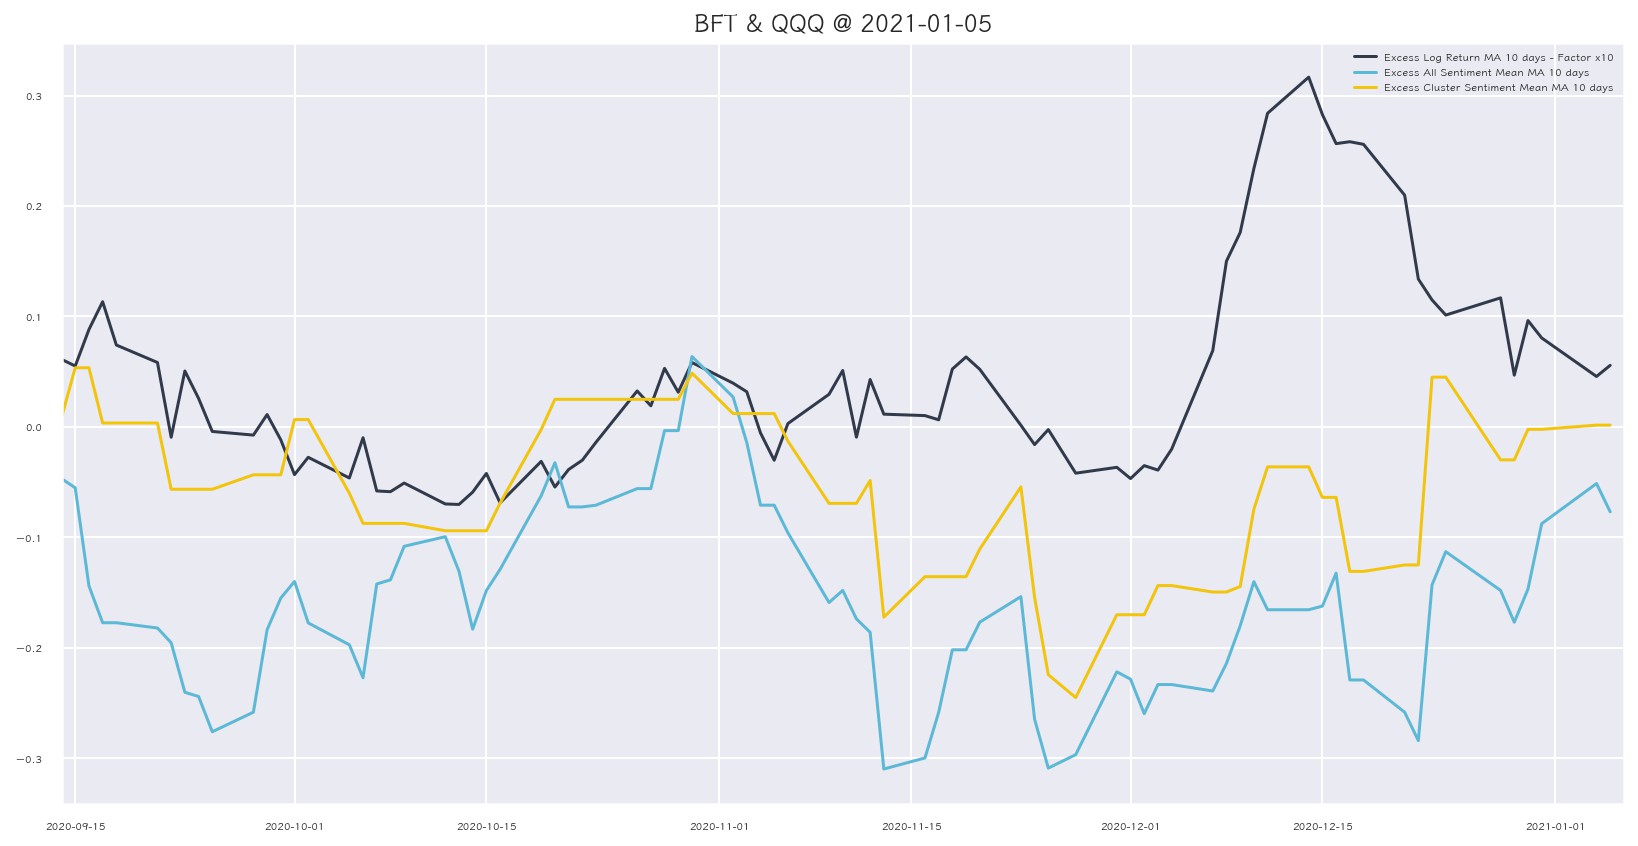 BFT & QQQ @ 2021-01-05
Excess Log Return MA 10 days - Factor x10
Excess All Sentiment Mean MA 10 days
Excess Cluster Sentiment Mean MA 10 days
0.3
0.2
0.1
0.0
−0.1
−0.2
−0.3
2020-09-15 2020-10-01 2020-10-15 2020-11-01 2020-11-15 2020-12-01 2020-12-15 2021-01-01